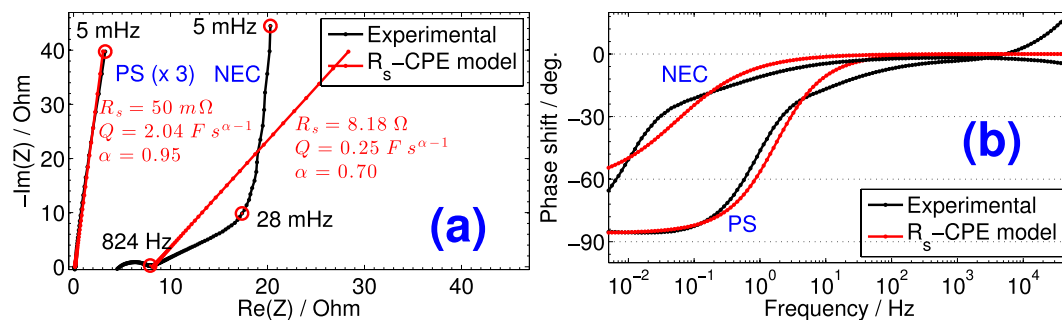 −40
30
20
10
0
−Im(Z) / Ohm
5 mHz
5 mHz
PS (x 3)
NEC
Experimental
R_s−CPE model
R_s = 50 mΩ
Q = 2.04 F s^{α−1}
α = 0.95
R_s = 8.18 Ω
Q = 0.25 F s^{α−1}
α = 0.70
824 Hz
28 mHz
(a)
0 10 20 30 40
Re(Z) / Ohm
Phase shift / deg.
0
−30
−60
−90
NEC
PS
(b)
Experimental
R_s−CPE model
10^{−2} 10^{−1} 10^{0} 10^{1} 10^{2} 10^{3} 10^{4}
Frequency / Hz